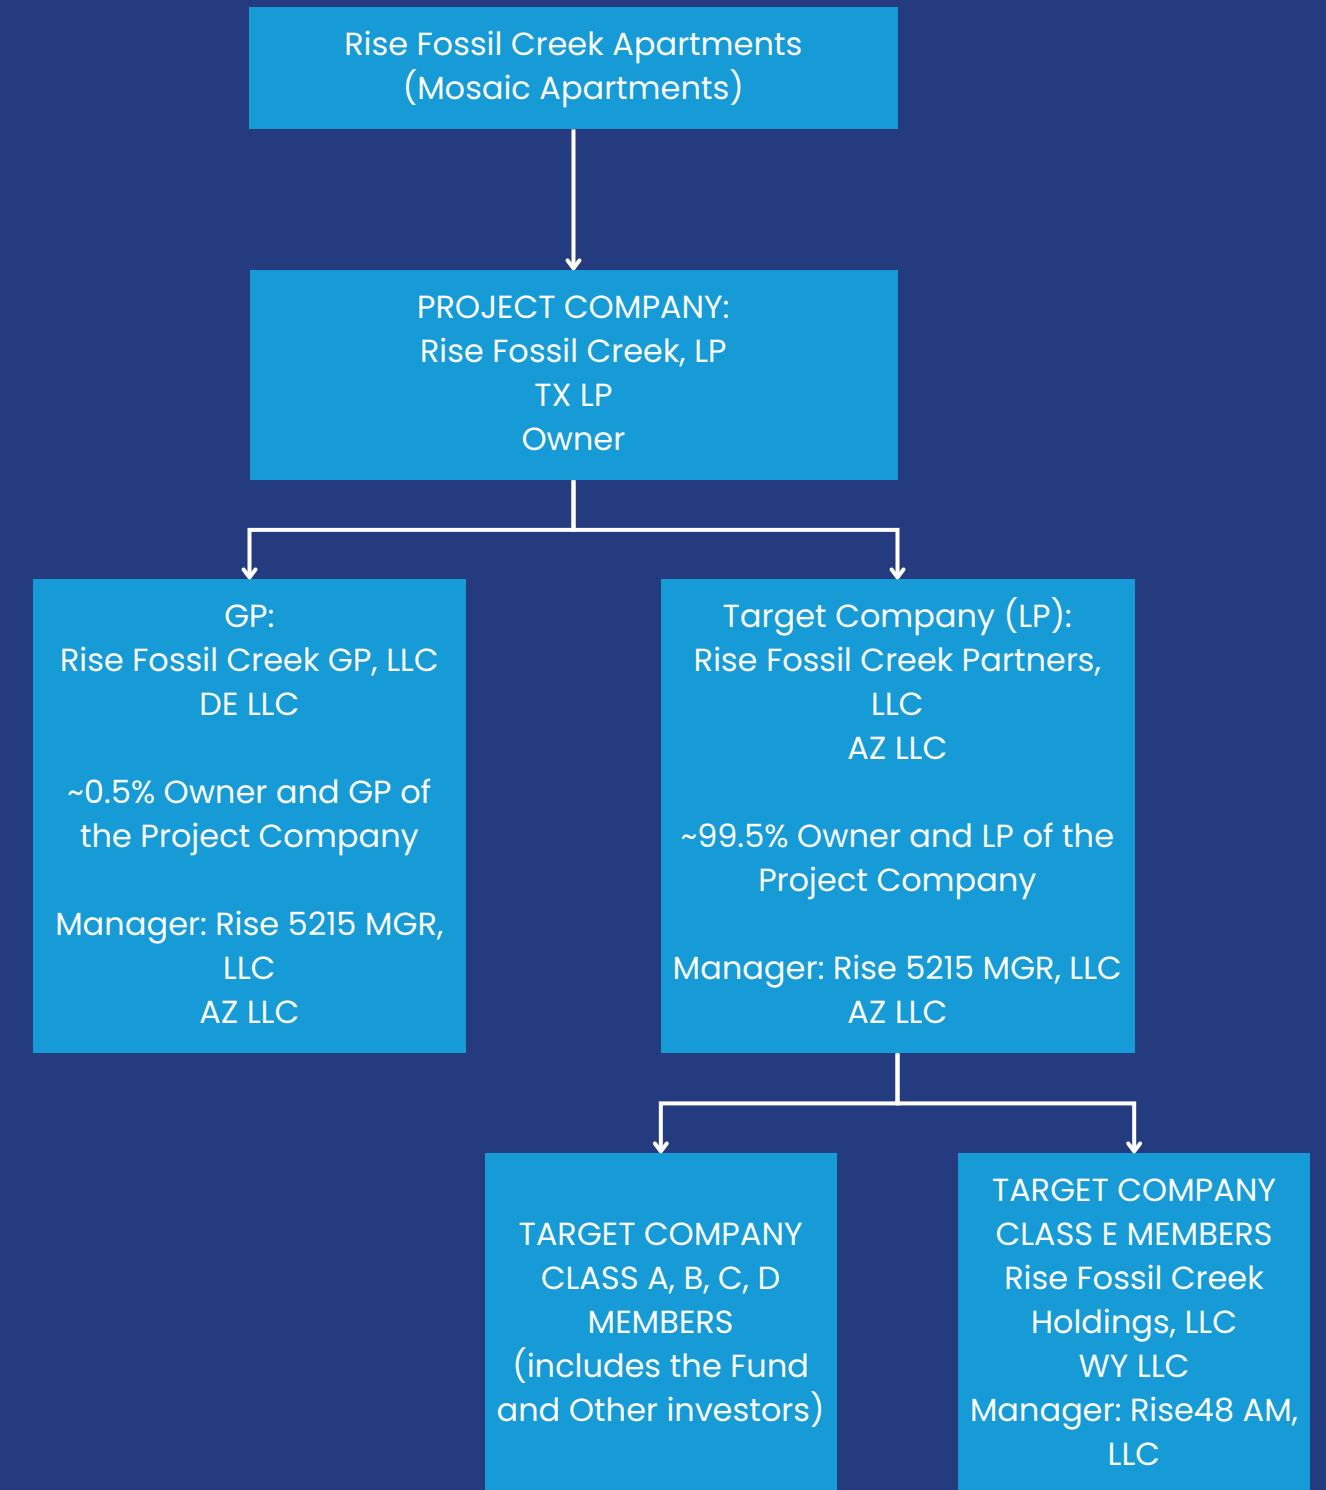 Rise Fossil Creek Apartments
(Mosaic Apartments)
PROJECT COMPANY:
Rise Fossil Creek, LP
TX LP
Owner
GP:
Rise Fossil Creek GP, LLC
DE LLC
~0.5% Owner and GP of
the Project Company
Manager: Rise 5215 MGR,
LLC
AZ LLC
Target Company (LP):
Rise Fossil Creek Partners,
LLC
AZ LLC
~99.5% Owner and LP of the
Project Company
Manager: Rise 5215 MGR, LLC
AZ LLC
TARGET COMPANY
CLASS A, B, C, D
MEMBERS
(includes the Fund
and Other investors)
TARGET COMPANY
CLASS E MEMBERS
Rise Fossil Creek
Holdings, LLC
WY LLC
Manager: Rise48 AM,
LLC